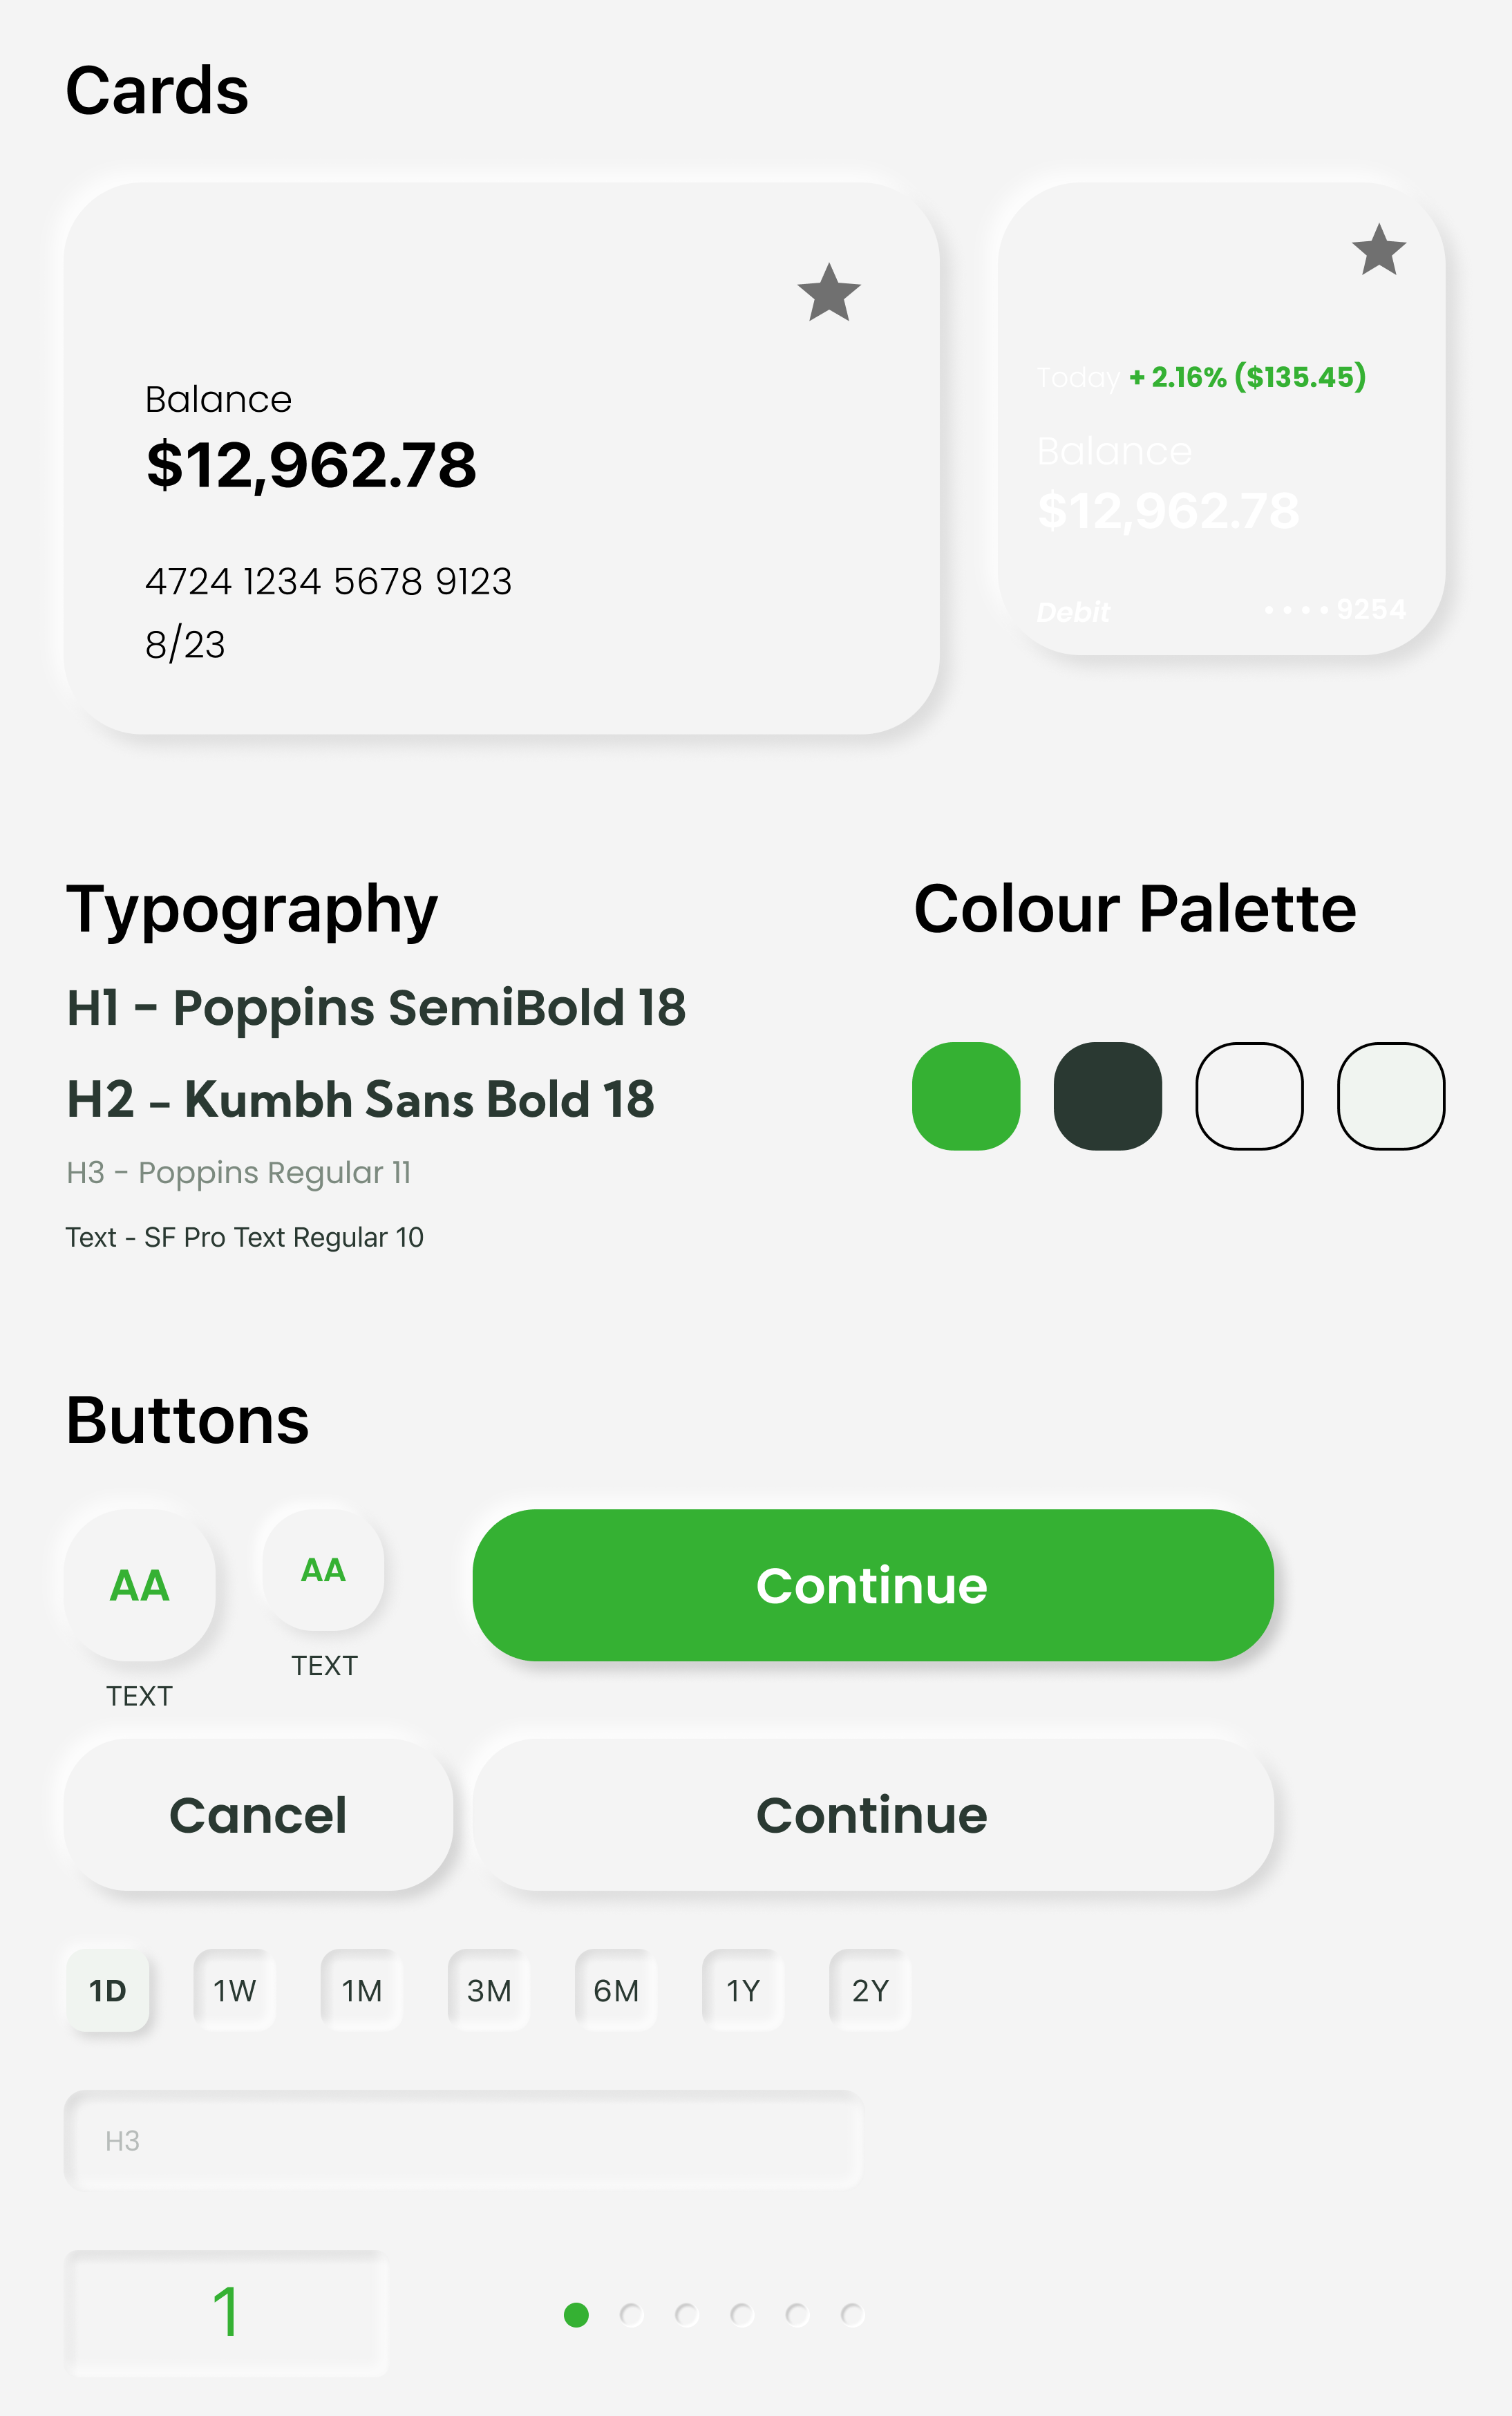 Cards
Balance
$12,962.78
4724 1234 5678 9123
8/23
Today + 2.16% ($135.45)
Balance
$12,962.78
Debit •••• 9254
Typography
H1 - Poppins SemiBold 18
H2 – Kumbh Sans Bold 18
H3 - Poppins Regular 11
Text - SF Pro Text Regular 10
Colour Palette
Buttons
AA
TEXT
AA
TEXT
Continue
Cancel
Continue
1D 1W 1M 3M 6M 1Y 2Y
H3
1